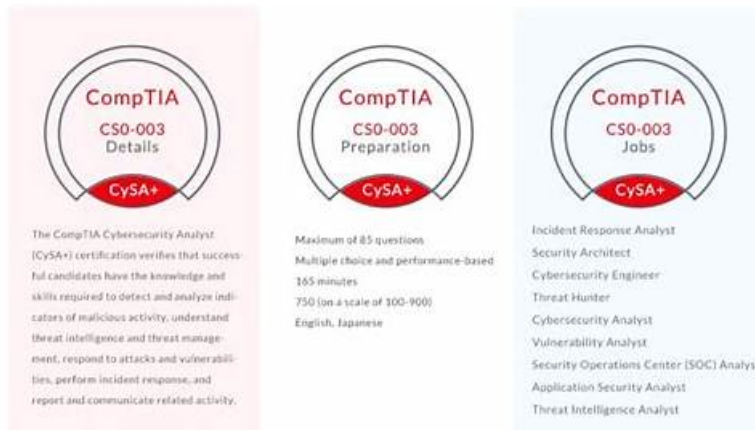 CompTIA
CS0-003
Details
CySA+
The CompTIA Cybersecurity Analyst
(CySA+) certification verifies that success-
ful candidates have the knowledge and
skills required to detect and analyze indi-
cators of malicious activity, understand
threat intelligence and threat manage-
ment, respond to attacks and vulnerabili-
ties, perform incident response, and
report and communicate related activity.
CompTIA
CS0-003
Preparation
CySA+
Maximum of 85 questions
Multiple choice and performance-based
165 minutes
750 (on a scale of 100-900)
English, Japanese
CompTIA
CS0-003
Jobs
CySA+
Incident Response Analyst
Security Architect
Cybersecurity Engineer
Threat Hunter
Cybersecurity Analyst
Vulnerability Analyst
Security Operations Center (SOC) Analys
Application Security Analyst
Threat Intelligence Analyst